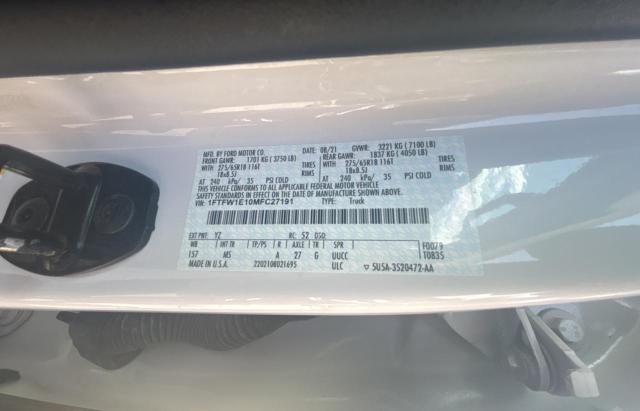 MFD. BY FORD MOTOR CO.
08/21 GVWR: 3221 KG ( 7100 LB)
FRONT GAWR: 1701 KG ( 3750 LB) REAR GAWR: 1837 KG ( 4050 LB)
275/65R18 116T TIRES WITH 275/65R18 116T TIRES
18x8.5J RIMS 18x8.5J RIMS
AT 240 kPa/ 35 PSI COLD AT 240 kPa/ 35 PSI COLD
THIS VEHICLE CONFORMS TO ALL APPLICABLE FEDERAL MOTOR VEHICLE
SAFETY STANDARDS IN EFFECT ON THE DATE OF MANUFACTURE SHOWN ABOVE.
VIN: 1FTFW1E10MFC27191 TYPE: Truck
EXT PNT: YZ RC: 52 DSO:
WB INT TR TP/PS R AXLE TR SPR F0079
157 MS A 27 G UUCC T0835
MADE IN U.S.A. 2202108021695 ULC 5U5A-3520472-AA